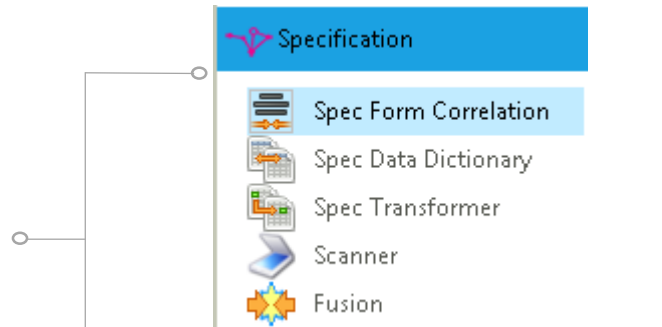 Specification
Spec Form Correlation
Spec Data Dictionary
Spec Transformer
Scanner
Fusion